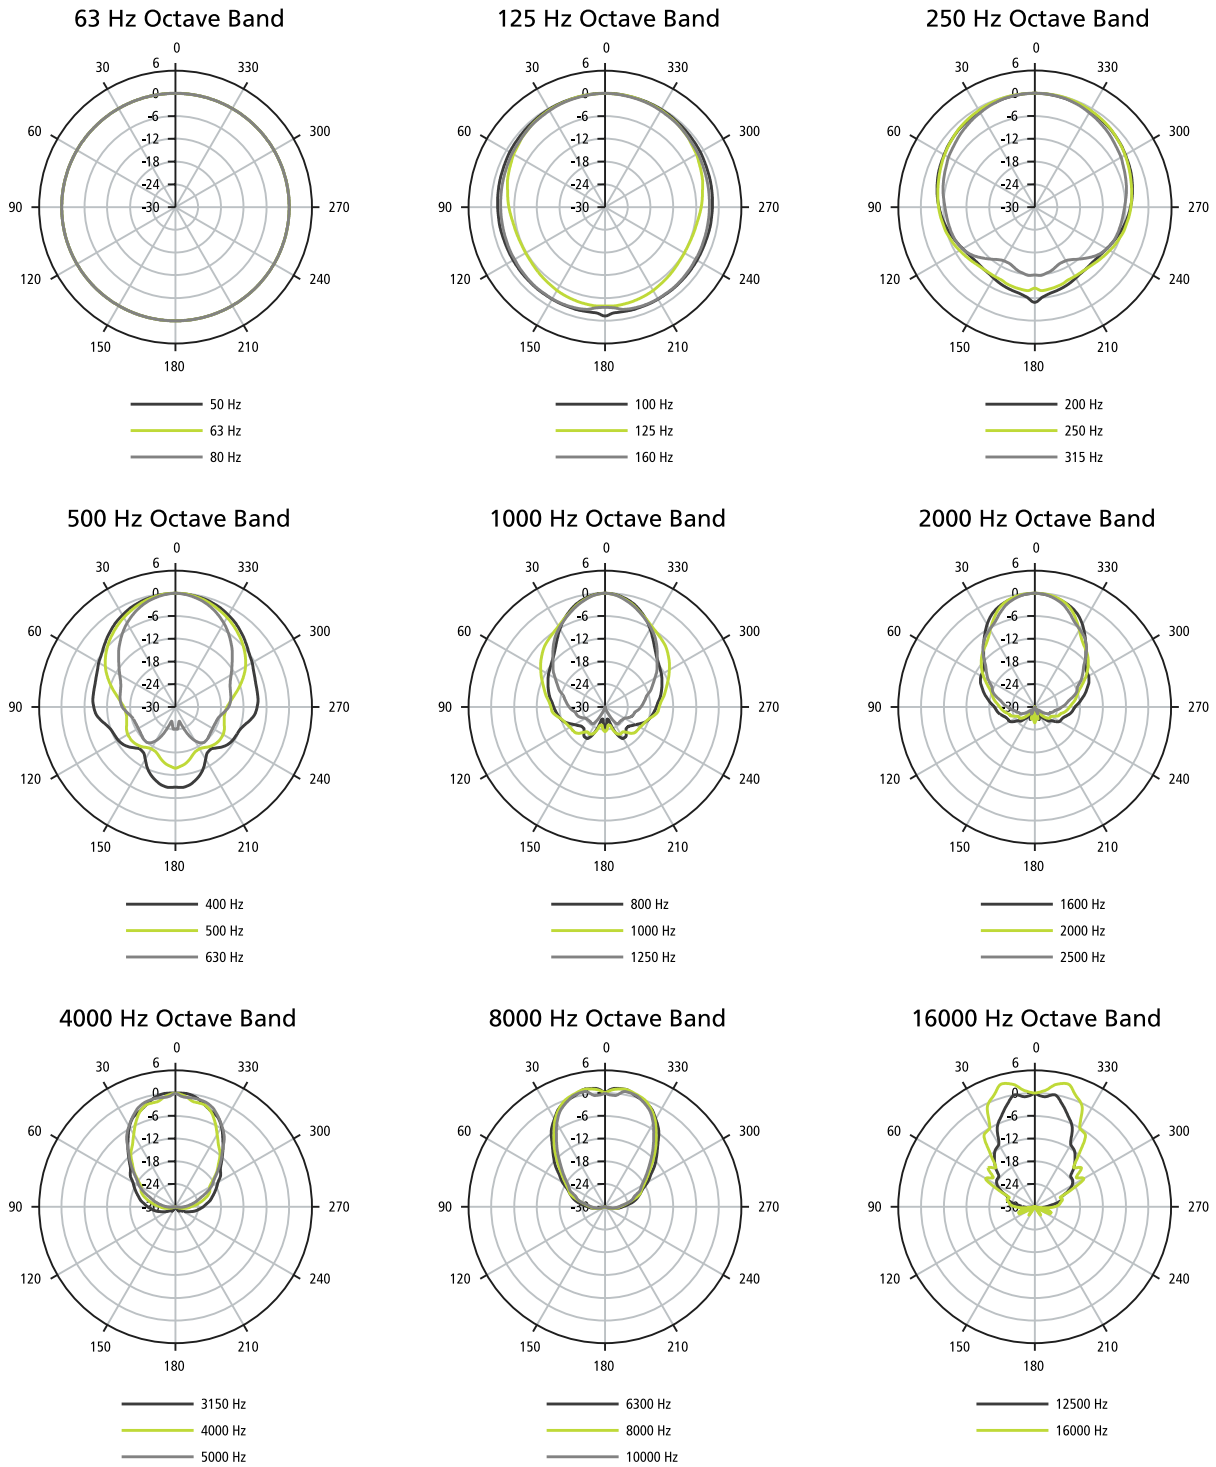 63 Hz Octave Band
125 Hz Octave Band
250 Hz Octave Band
0
0
0
30 6 330
30 6 330
30 6 330
0
0
0
60 -6 300
60 -6 300
60 -6 300
-12
-12
-12
-18
-18
-18
-24
-24
-24
90 -30 270
90 -30 270
90 -30 270
120 240
120 240
120 240
150 210
150 210
150 210
180
180
180
50 Hz
100 Hz
200 Hz
63 Hz
125 Hz
250 Hz
80 Hz
160 Hz
315 Hz
500 Hz Octave Band
1000 Hz Octave Band
2000 Hz Octave Band
0
0
0
30 6 330
30 6 330
30 6 330
0
0
0
60 -6 300
60 -6 300
60 -6 300
-12
-12
-12
-18
-18
-18
-24
-24
-24
90 -30 270
90 -30 270
90 -30 270
120 240
120 240
120 240
150 210
150 210
150 210
180
180
180
400 Hz
800 Hz
1600 Hz
500 Hz
1000 Hz
2000 Hz
630 Hz
1250 Hz
2500 Hz
4000 Hz Octave Band
8000 Hz Octave Band
16000 Hz Octave Band
0
0
0
30 6 330
30 6 330
30 6 330
0
0
0
60 -6 300
60 -6 300
60 -6 300
-12
-12
-12
-18
-18
-18
-24
-24
-24
90 -30 270
90 -30 270
90 -30 270
120 240
120 240
120 240
150 210
150 210
150 210
180
180
180
3150 Hz
6300 Hz
12500 Hz
4000 Hz
8000 Hz
16000 Hz
5000 Hz
10000 Hz